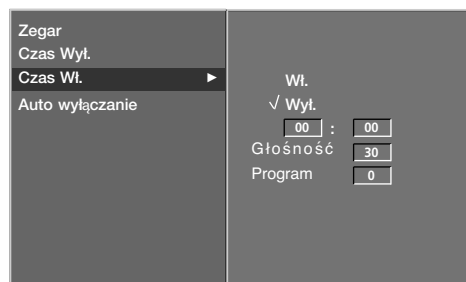 Zegar
Czas Wył.
Czas Wł. ►
Auto wyłączanie
Wł.
√ Wył.
00 : 00
Głośność 30
Program 0